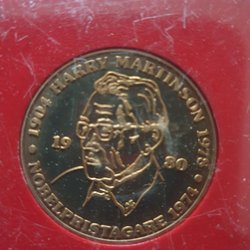 1904 HARRY MARTINSON 1978
19 80
NOBELPRISTAGARE 1974